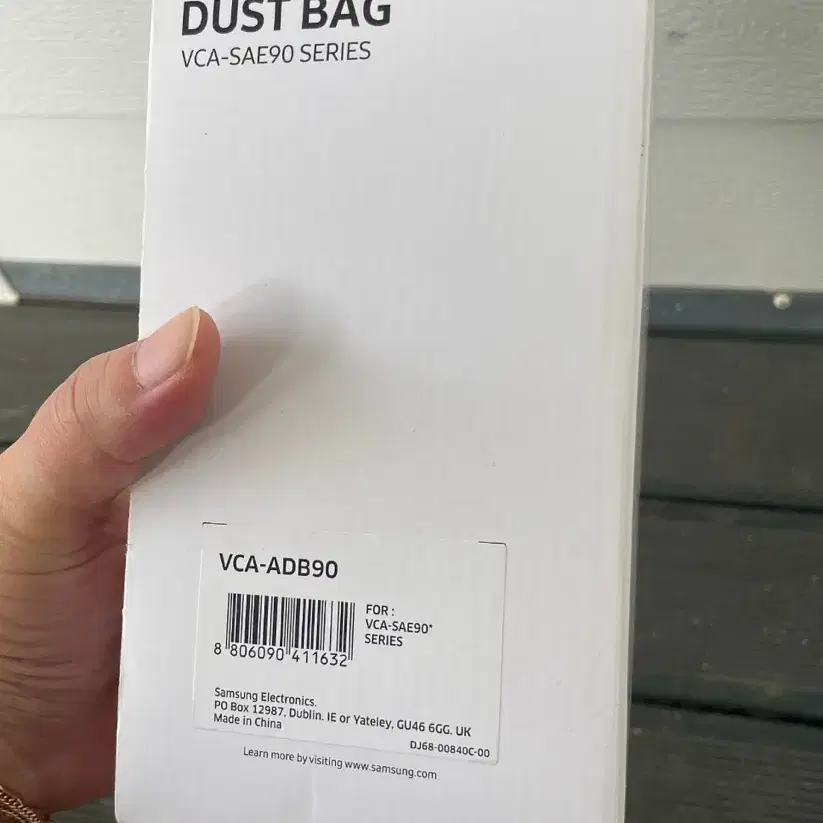 DUST BAG
VCA-SAE90 SERIES
VCA-ADB90
FOR :
VCA-SAE90*
SERIES
8 806090 411632
Samsung Electronics.
PO Box 12987, Dublin. IE or Yateley, GU46 6GG. UK
Made in China
DJ68-00840C-00
Learn more by visiting www.samsung.com